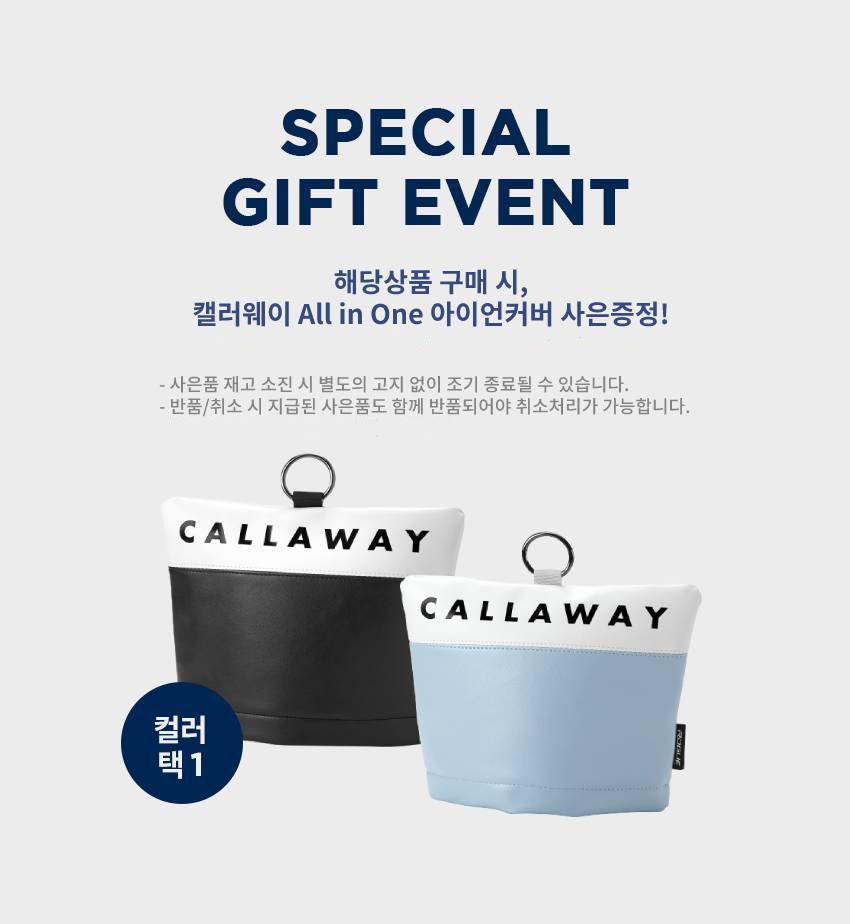 SPECIAL
GIFT EVENT
해당상품 구매 시,
캘러웨이 All in One 아이언커버 사은증정!
- 사은품 재고 소진 시 별도의 고지 없이 조기 종료될 수 있습니다.
- 반품/취소 시 지급된 사은품도 함께 반품되어야 취소처리가 가능합니다.
CALLAWAY
CALLAWAY
컬러
택 1